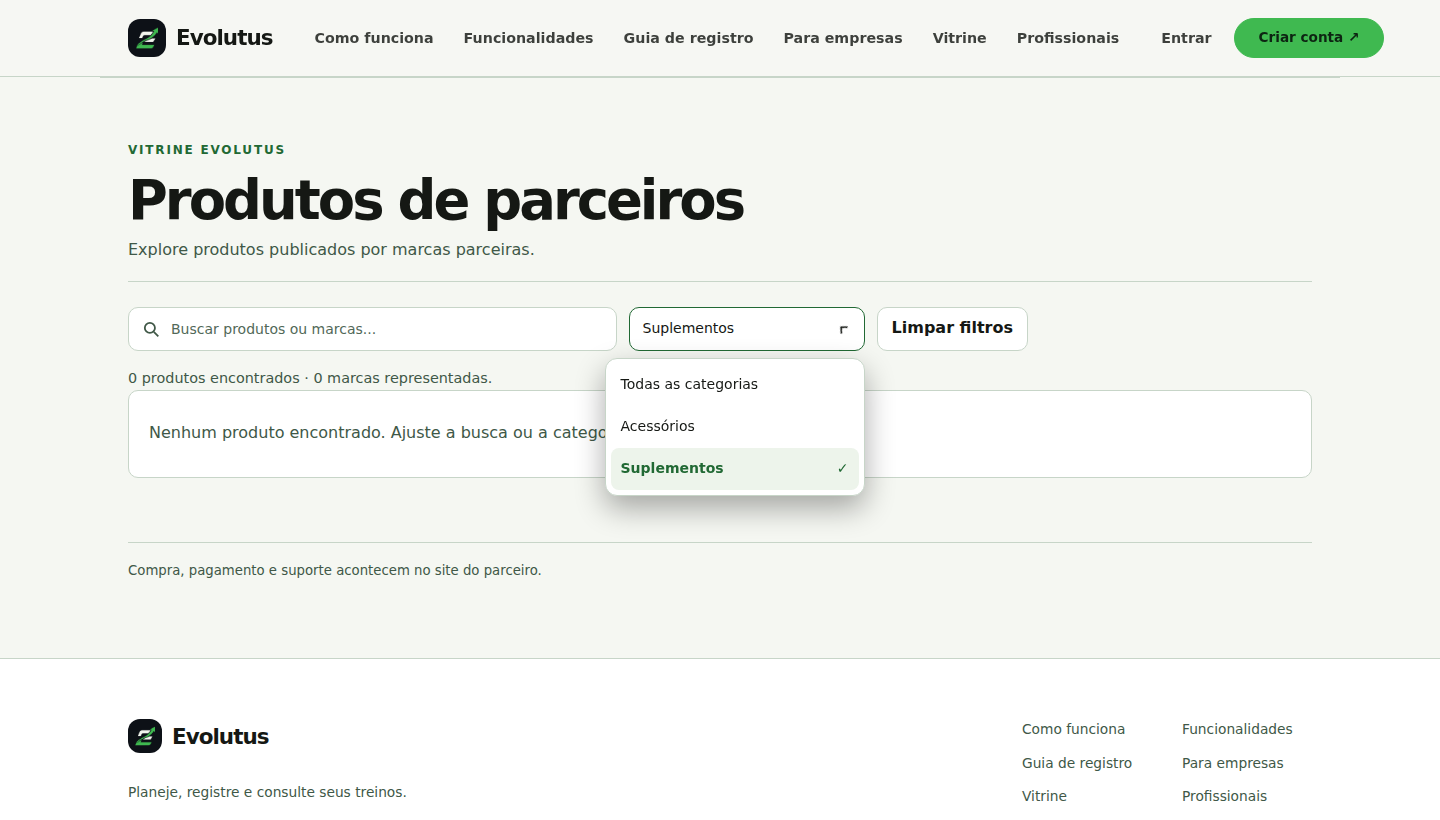 Evolutus
Como funciona
Funcionalidades
Guia de registro
Para empresas
Vitrine
Profissionais
Entrar
Criar conta ↗
VITRINE EVOLUTUS
Produtos de parceiros
Explore produtos publicados por marcas parceiras.
Buscar produtos ou marcas...
Suplementos
Limpar filtros
0 produtos encontrados · 0 marcas representadas.
Nenhum produto encontrado. Ajuste a busca ou a catego
Todas as categorias
Acessórios
Suplementos ✓
Compra, pagamento e suporte acontecem no site do parceiro.
Evolutus
Planeje, registre e consulte seus treinos.
Como funciona
Funcionalidades
Guia de registro
Para empresas
Vitrine
Profissionais